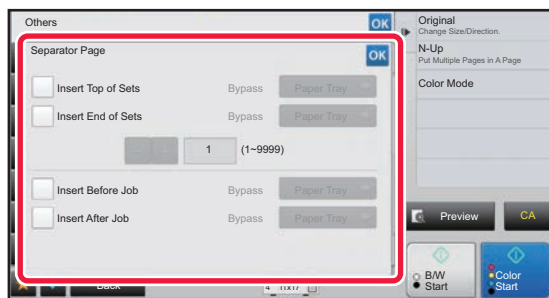 Others OK
Separator Page OK
Insert Top of Sets Bypass Paper Tray
Insert End of Sets Bypass Paper Tray
1 (1~9999)
Insert Before Job Bypass Paper Tray
Insert After Job Bypass Paper Tray
Back
4 11x17
Original
Change Size/Direction.
N-Up
Put Multiple Pages in A Page
Color Mode
Preview CA
B/W
Start
Color
Start